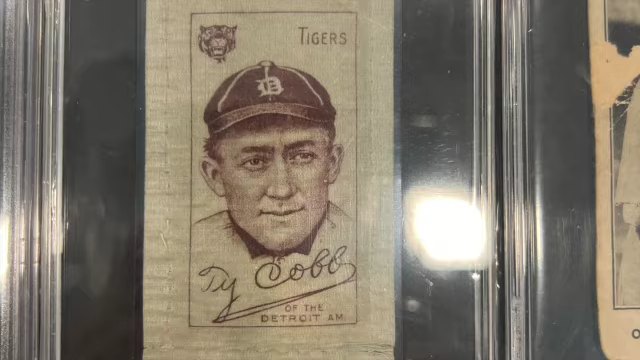 TIGERS
D
Ty Cobb
OF THE
DETROIT AM.
O